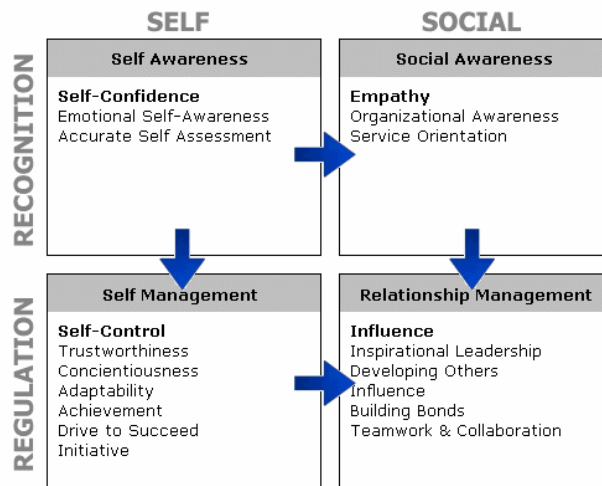 SELF
SOCIAL
RECOGNITION
Self Awareness
Self-Confidence
Emotional Self-Awareness
Accurate Self Assessment
Social Awareness
Empathy
Organizational Awareness
Service Orientation
REGULATION
Self Management
Self-Control
Trustworthiness
Concientiousness
Adaptability
Achievement
Drive to Succeed
Initiative
Relationship Management
Influence
Inspirational Leadership
Developing Others
Influence
Building Bonds
Teamwork & Collaboration